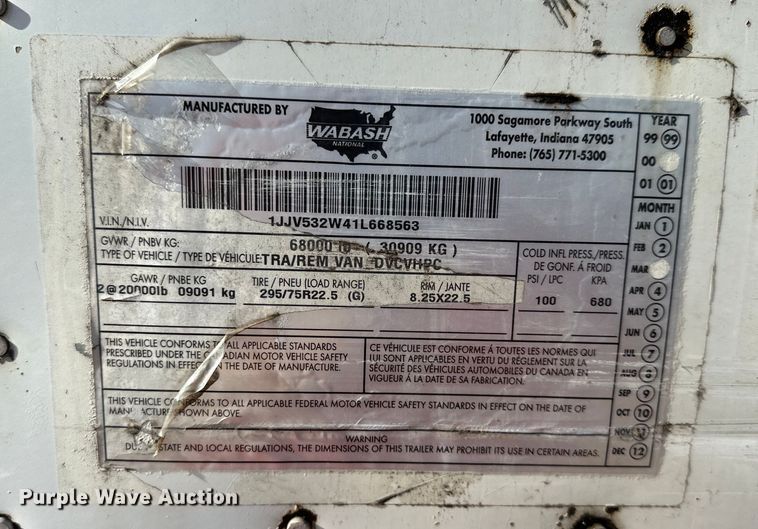 MANUFACTURED BY
WABASH
NATIONAL
®
1000 Sagamore Parkway South
Lafayette, Indiana 47905
Phone: (765) 771-5300
YEAR
99 99
00
01 01
MONTH
JAN 1
FEB 2
MAR
APR 4
MAY 5
JUN 6
JUL 7
AUG 8
SEP 9
OCT 10
NOV 11
DEC 12
V.I.N./N.I.V. 1JJV532W41L668563
GVWR / PNBV KG: 68000 lb ( 30909 KG )
TYPE OF VEHICLE / TYPE DE VÉHICULE: TRA/REM VAN DVCVHPC
COLD INFL PRESS./PRESS.
DE GONF. À FROID
PSI / LPC KPA
100 680
GAWR / PNBE KG TIRE / PNEU (LOAD RANGE) RIM / JANTE
2@20000lb 09091 kg 295/75R22.5 (G) 8.25X22.5
THIS VEHICLE CONFORMS TO ALL APPLICABLE STANDARDS
PRESCRIBED UNDER THE CANADIAN MOTOR VEHICLE SAFETY
REGULATIONS IN EFFECT ON THE DATE OF MANUFACTURE.
CE VÉHICULE EST CONFORME À TOUTES LES NORMES QUI
LUI SONT APPLICABLES EN VERTU DU RÉGLEMENT SUR LA
SÉCURITÉ DES VÉHICULES AUTOMOBILES DU CANADA EN
VIGUEUR À LA DATE DE SA FABRICATION.
THIS VEHICLE CONFORMS TO ALL APPLICABLE FEDERAL MOTOR VEHICLE SAFETY STANDARDS IN EFFECT ON THE DATE OF
MANUFACTURE SHOWN ABOVE.
WARNING
DUE TO STATE AND LOCAL REGULATIONS, THE DIMENSIONS OF THIS TRAILER MAY PROHIBIT ITS USE IN CERTAIN AREAS.
Purple Wave Auction